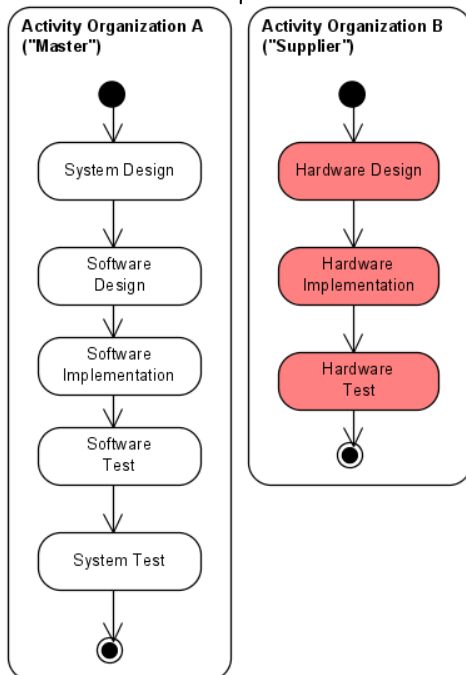 Activity Organization A
("Master")
System Design
Software
Design
Software
Implementation
Software
Test
System Test
Activity Organization B
("Supplier")
Hardware Design
Hardware
Implementation
Hardware
Test